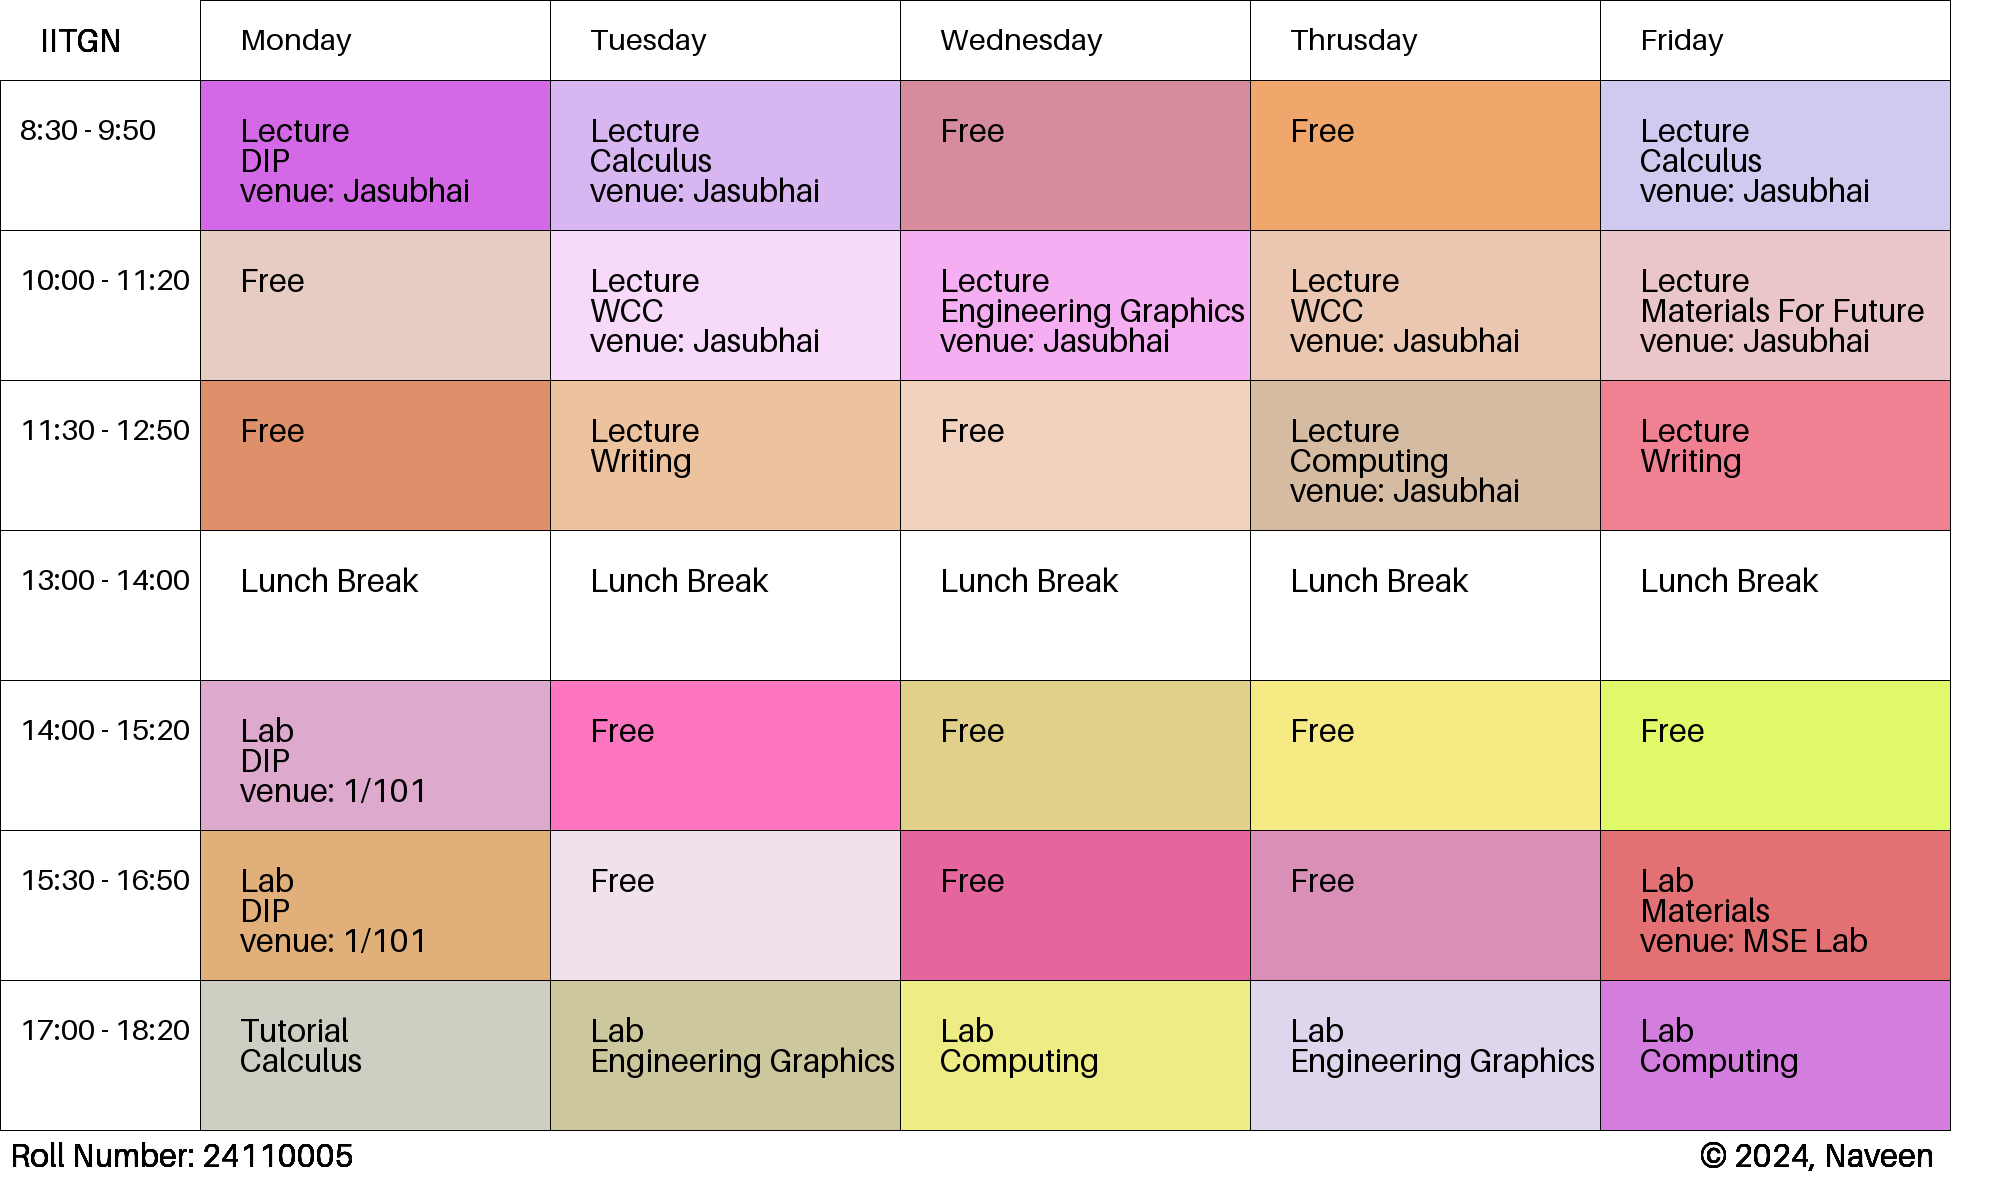 IITGN
Monday
Tuesday
Wednesday
Thrusday
Friday
8:30 - 9:50
Lecture
DIP
venue: Jasubhai
Lecture
Calculus
venue: Jasubhai
Free
Free
Lecture
Calculus
venue: Jasubhai
10:00 - 11:20
Free
Lecture
WCC
venue: Jasubhai
Lecture
Engineering Graphics
venue: Jasubhai
Lecture
WCC
venue: Jasubhai
Lecture
Materials For Future
venue: Jasubhai
11:30 - 12:50
Free
Lecture
Writing
Free
Lecture
Computing
venue: Jasubhai
Lecture
Writing
13:00 - 14:00
Lunch Break
Lunch Break
Lunch Break
Lunch Break
Lunch Break
14:00 - 15:20
Lab
DIP
venue: 1/101
Free
Free
Free
Free
15:30 - 16:50
Lab
DIP
venue: 1/101
Free
Free
Free
Lab
Materials
venue: MSE Lab
17:00 - 18:20
Tutorial
Calculus
Lab
Engineering Graphics
Lab
Computing
Lab
Engineering Graphics
Lab
Computing
Roll Number: 24110005
© 2024, Naveen